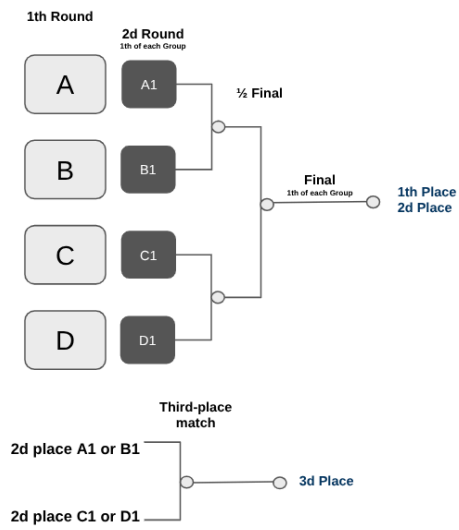 1th Round
2d Round
1th of each Group
A
A1
½ Final
B
B1
Final
1th of each Group
1th Place
2d Place
C
C1
D
D1
Third-place
match
2d place A1 or B1
3d Place
2d place C1 or D1